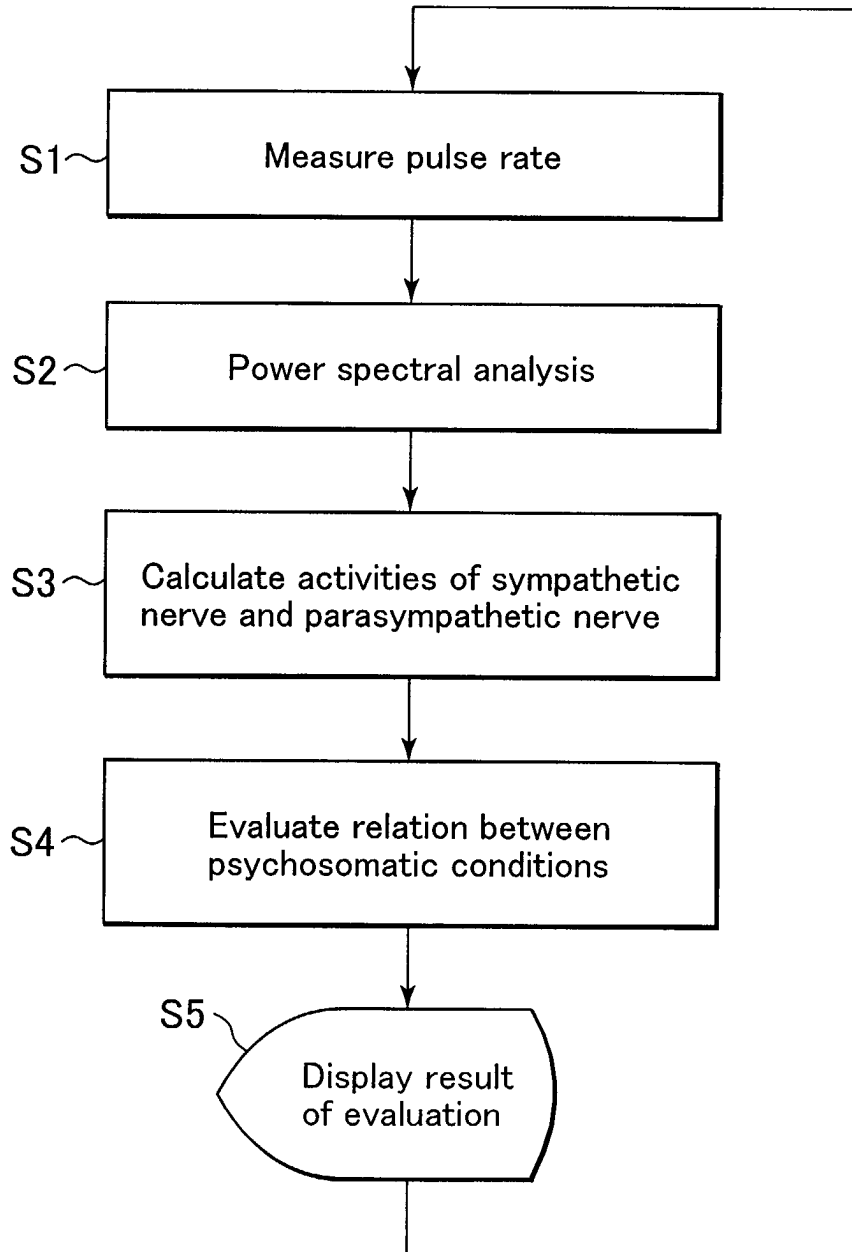 S1
Measure pulse rate
S2
Power spectral analysis
S3
Calculate activities of sympathetic
nerve and parasympathetic nerve
S4
Evaluate relation between
psychosomatic conditions
S5
Display result
of evaluation